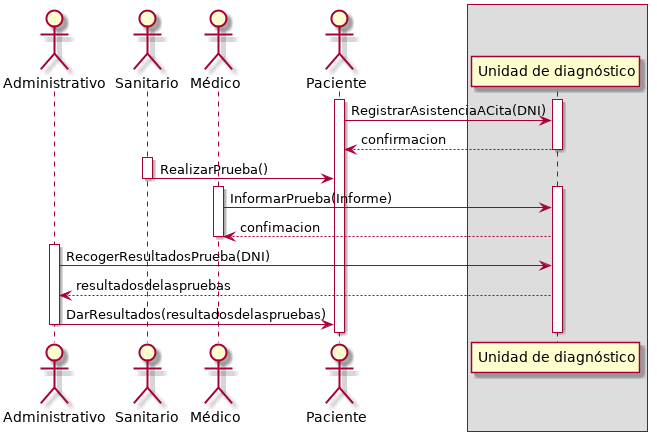 Unidad de diagnóstico
Administrativo Sanitario Médico Paciente
RegistrarAsistenciaACita(DNI)
confirmacion
RealizarPrueba()
InformarPrueba(Informe)
confimacion
RecogerResultadosPrueba(DNI)
resultadosdelaspruebas
DarResultados(resultadosdelaspruebas)
Unidad de diagnóstico
Administrativo Sanitario Médico Paciente